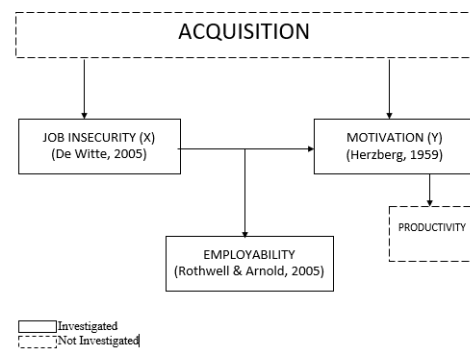 ACQUISITION
JOB INSECURITY (X)
(De Witte, 2005)
MOTIVATION (Y)
(Herzberg, 1959)
PRODUCTIVITY
EMPLOYABILITY
(Rothwell & Arnold, 2005)
Investigated
Not Investigated